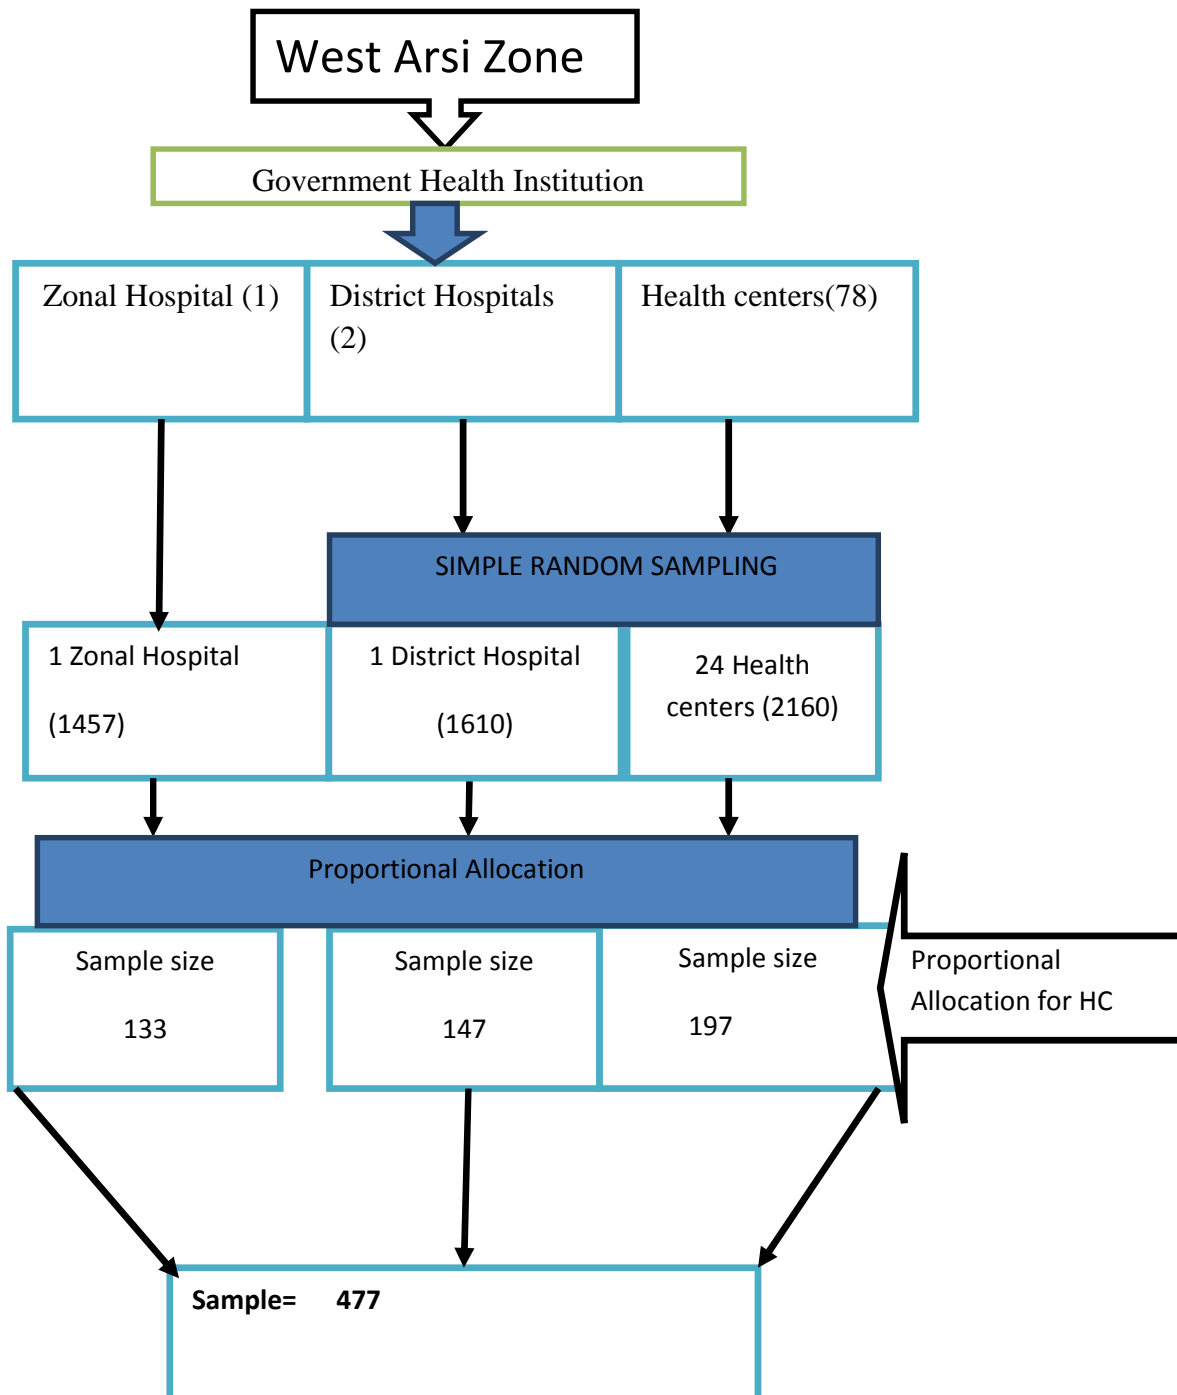 West Arsi Zone
Government Health Institution
Zonal Hospital (1)
District Hospitals
(2)
Health centers(78)
SIMPLE RANDOM SAMPLING
1 Zonal Hospital
(1457)
1 District Hospital
(1610)
24 Health
centers (2160)
Proportional Allocation
Sample size
133
Sample size
147
Sample size
197
Proportional
Allocation for HC
Sample= 477